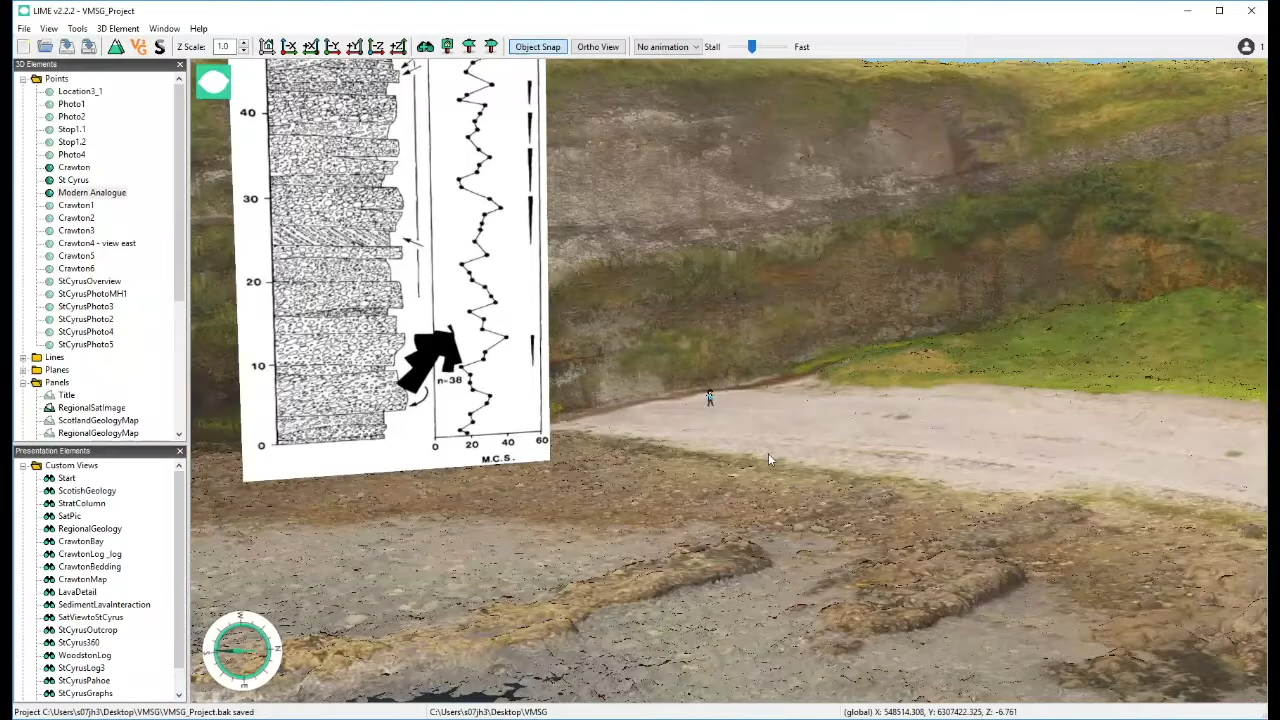 LIME v2.2.2 - VMSG_Project
File View Tools 3D Element Window Help
Z Scale: 1.0 -X +X -Y +Y -Z +Z Object Snap Ortho View No animation Stall Fast 1
3D Elements
Points
Location3_1
Photo1
Photo2
Stop1.1
Stop1.2
Photo4
Crawton
St Cyrus
Modern Analogue
Crawton1
Crawton2
Crawton3
Crawton4 - view east
Crawton5
Crawton6
StCyrusOverview
StCyrusPhotoMH1
StCyrusPhoto3
StCyrusPhoto2
StCyrusPhoto4
StCyrusPhoto5
Lines
Planes
Panels
Title
RegionalSatImage
ScotlandGeologyMap
RegionalGeologyMap
Presentation Elements
Custom Views
Start
ScotishGeology
StratColumn
SatPic
RegionalGeology
CrawtonBay
CrawtonLog_log
CrawtonBedding
CrawtonMap
LavaDetail
SedimentLavaInteraction
SatViewtoStCyrus
StCyrusOutcrop
StCyrus360
WoodstonLog
StCyrusLog3
StCyrusPahoe
StCyrusGraphs
40
30
20
10
0
n=38
0 20 40 60
M.C.S.
N
S
E
Project C:\Users\s07jh3\Desktop\VMSG\VMSG_Project.bak saved
C:\Users\s07jh3\Desktop\VMSG
(global) X: 548514.308, Y: 6307422.325, Z: -6.761